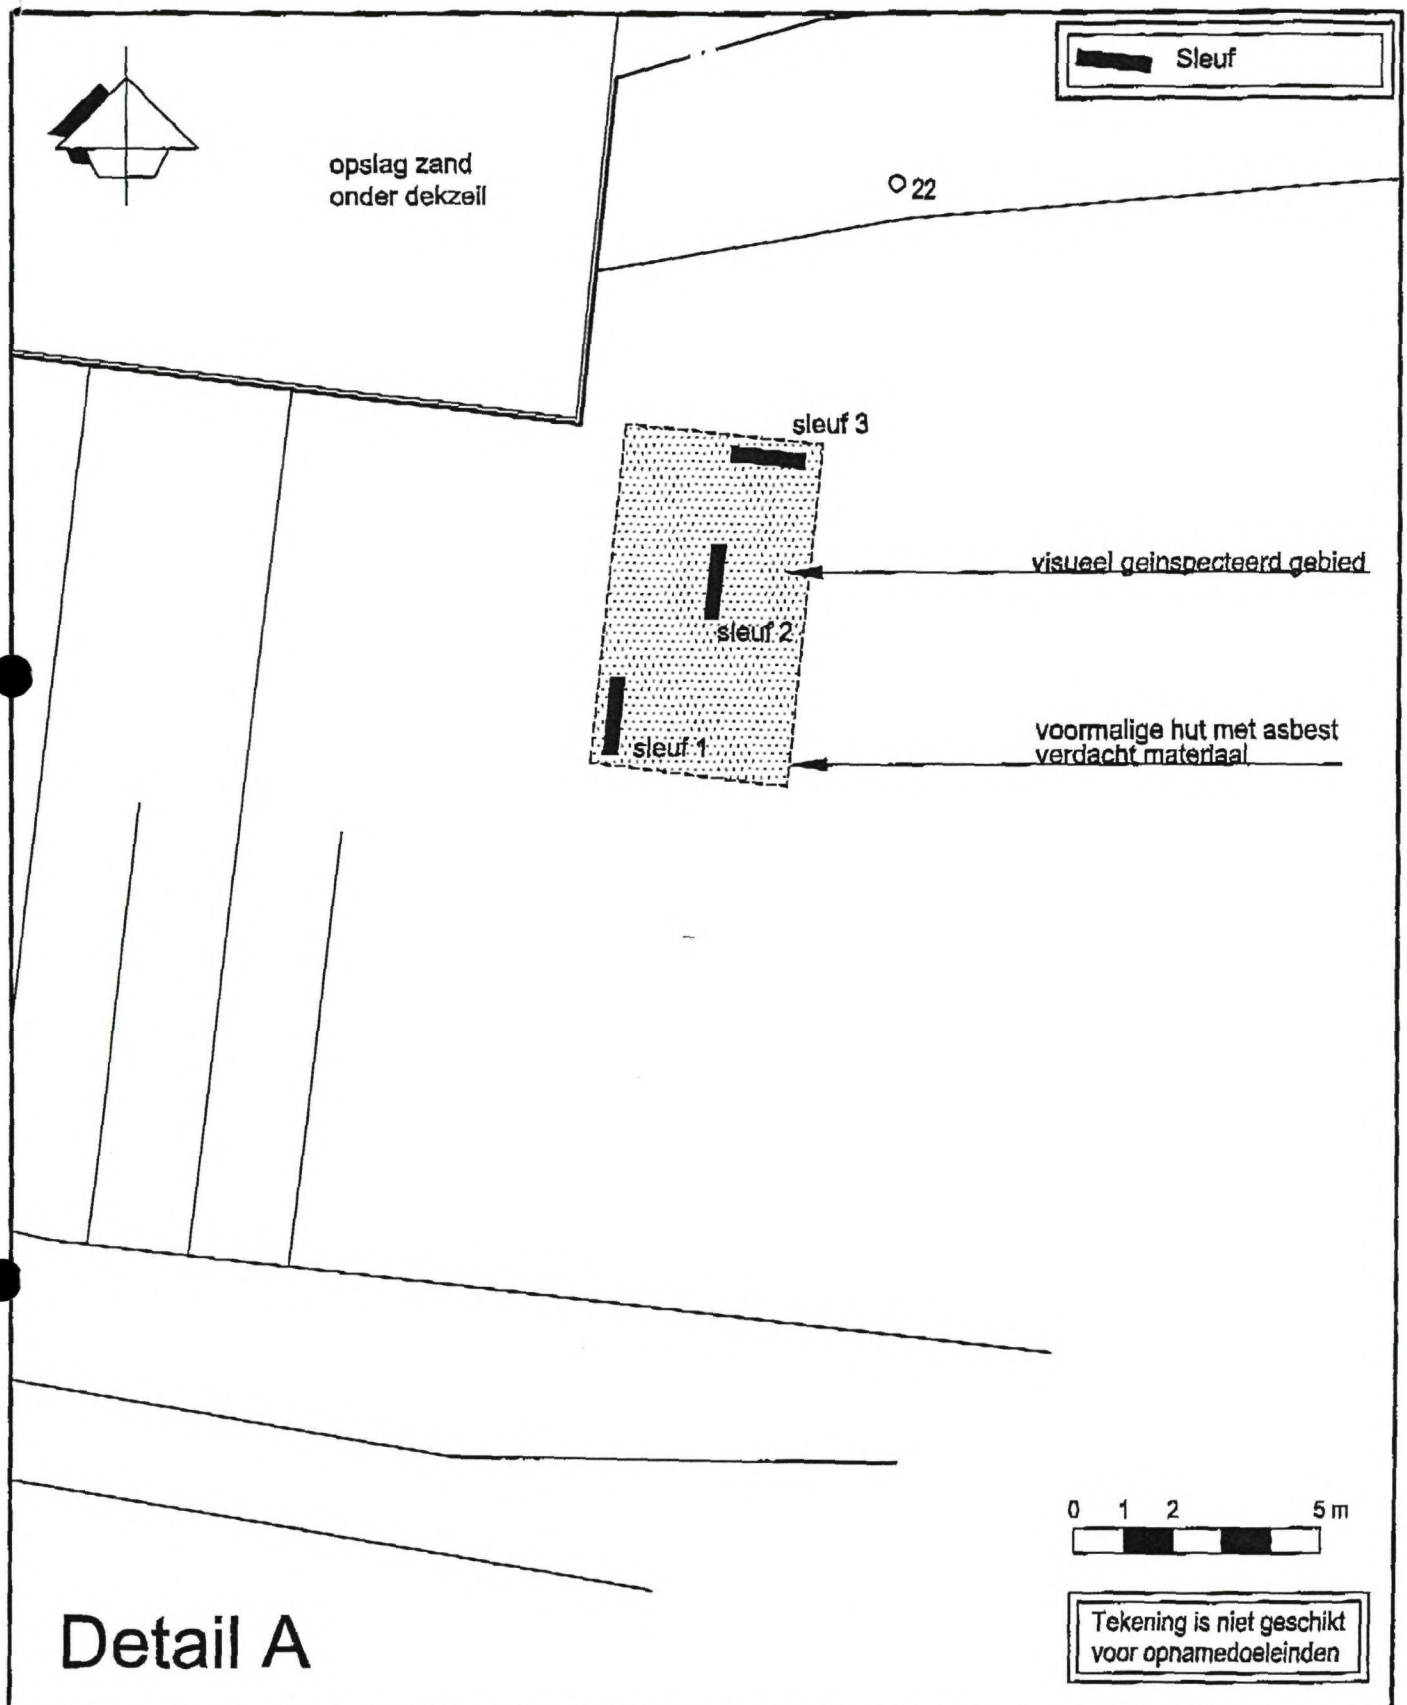 Sleuf
opslag zand
onder dekzeil
22
sleuf 3
visueel geinspecteerd gebied
sleuf 2
voormalige hut met asbest
verdacht materiaal
sleuf 1
0 1 2 5 m
Tekening is niet geschikt
voor opnamedoeleinden
Detail A